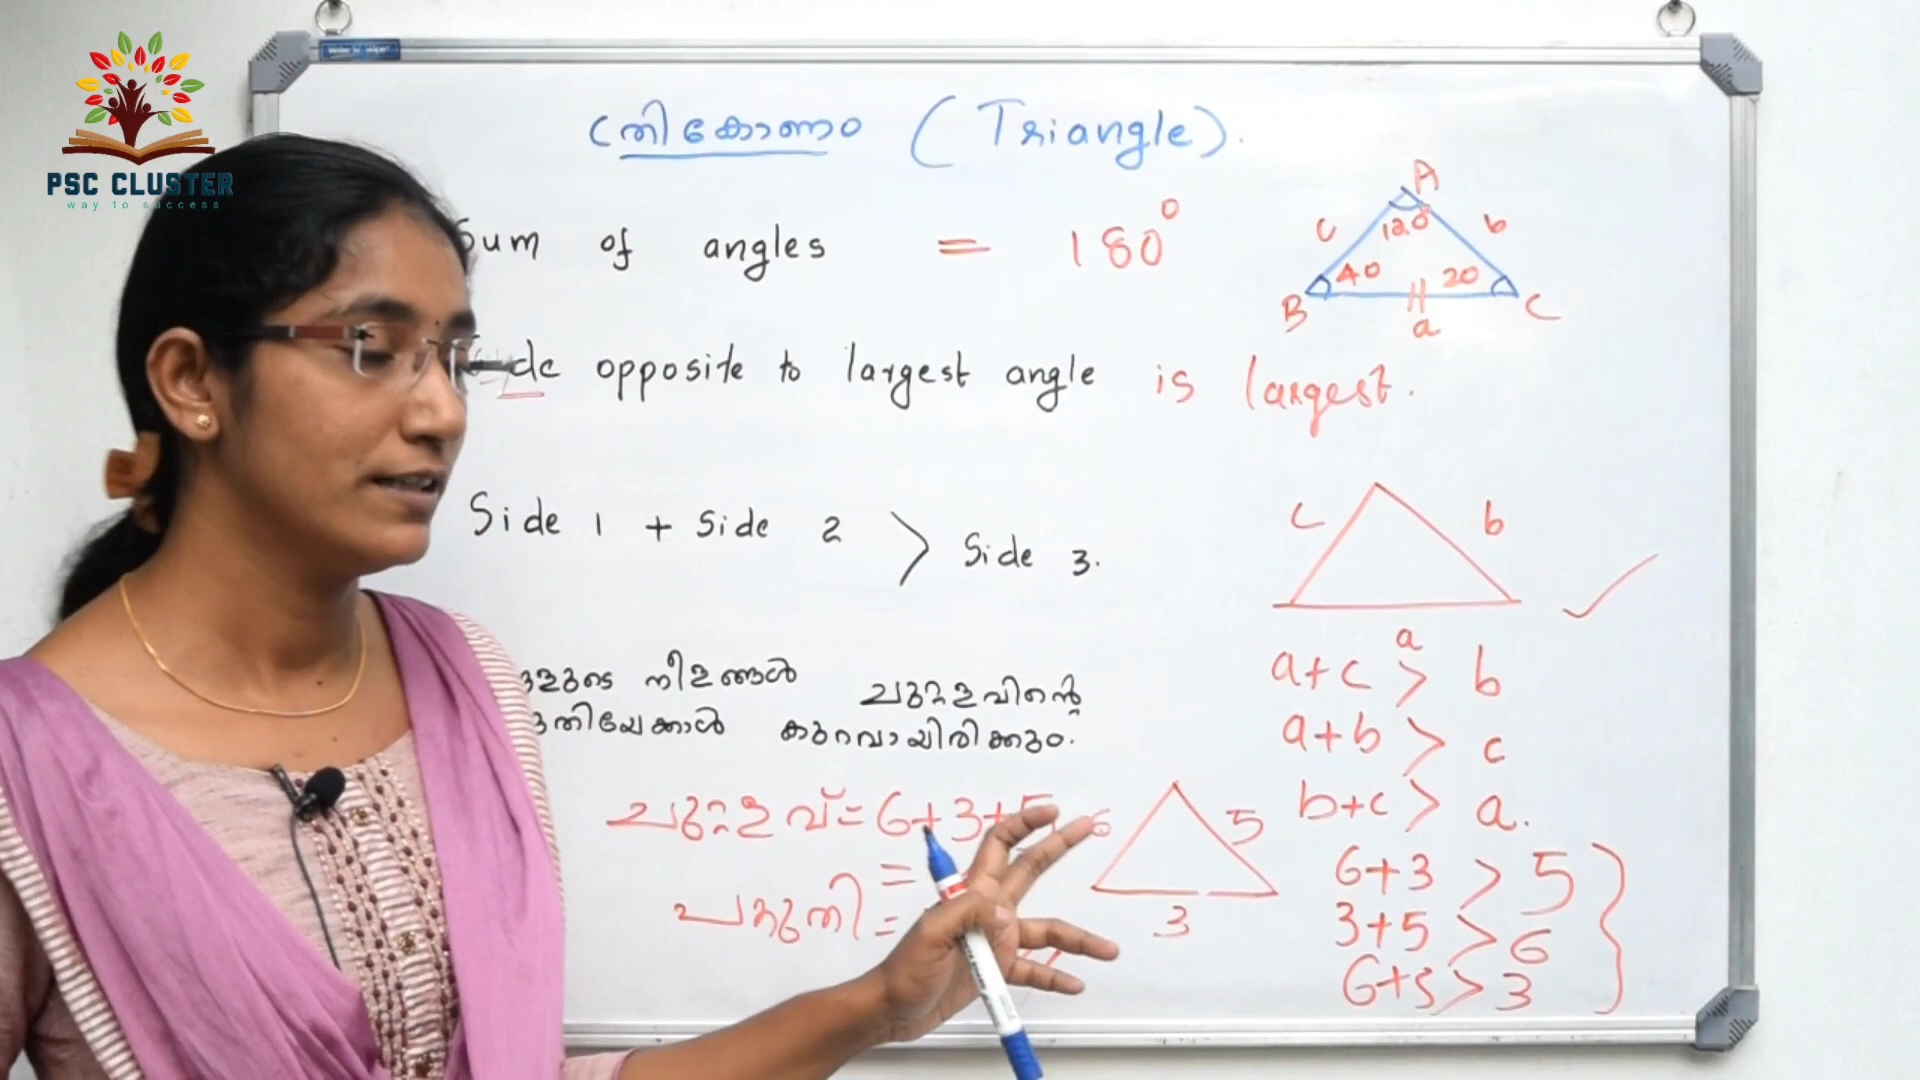 PSC CLUSTER
way to success
ത്രികോണം (Triangle).
Sum of angles = 180°
A
c 120 b
40 20
B a C
opposite to largest angle is largest.
Side 1 + Side 2 > Side 3.
c b
a
നീളങ്ങൾ ചുറ്റളവിന്റെ
കുറവായിരിക്കും.
a+c > b
a+b > c
b+c > a.
ചുറ്റളവ് = 6+3+5
6 5
3
പകുതി =
6+3 > 5
3+5 > 6
6+5 > 3